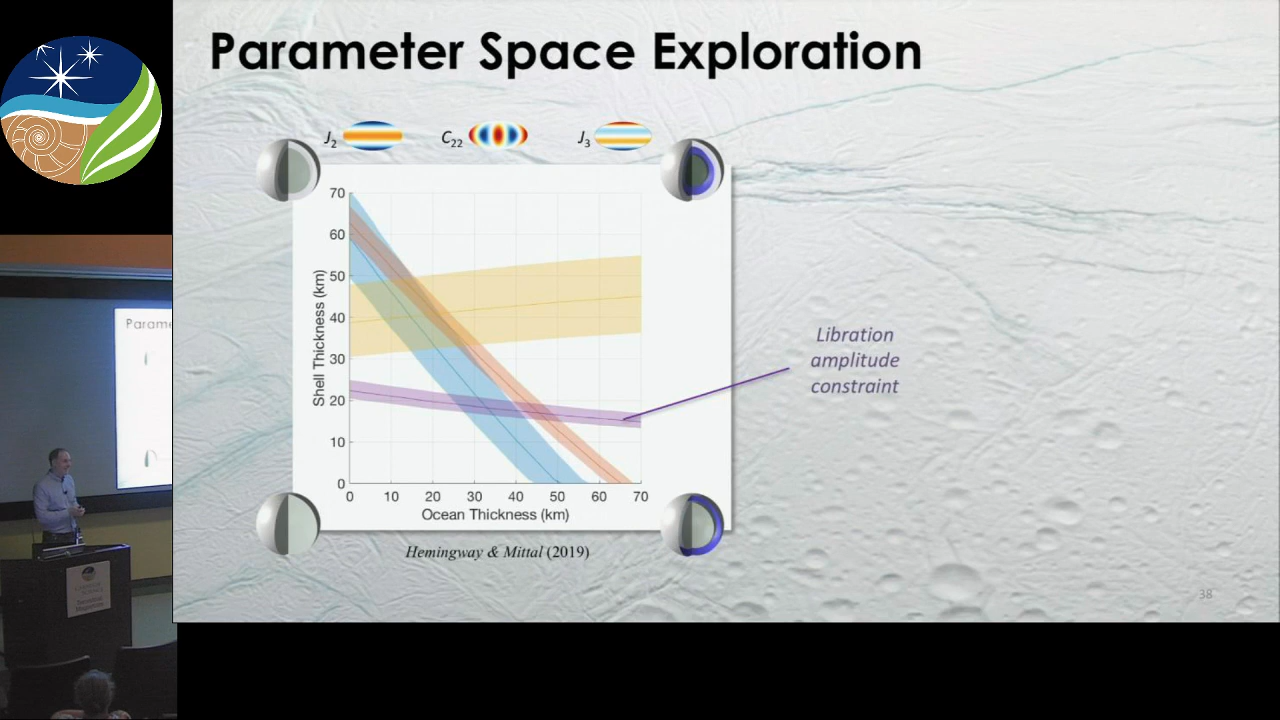 Parameter Space Exploration
J2
C22
J3
70
60
50
40
30
20
10
0
Shell Thickness (km)
0 10 20 30 40 50 60 70
Ocean Thickness (km)
Hemingway & Mittal (2019)
Libration
amplitude
constraint
38
Parame